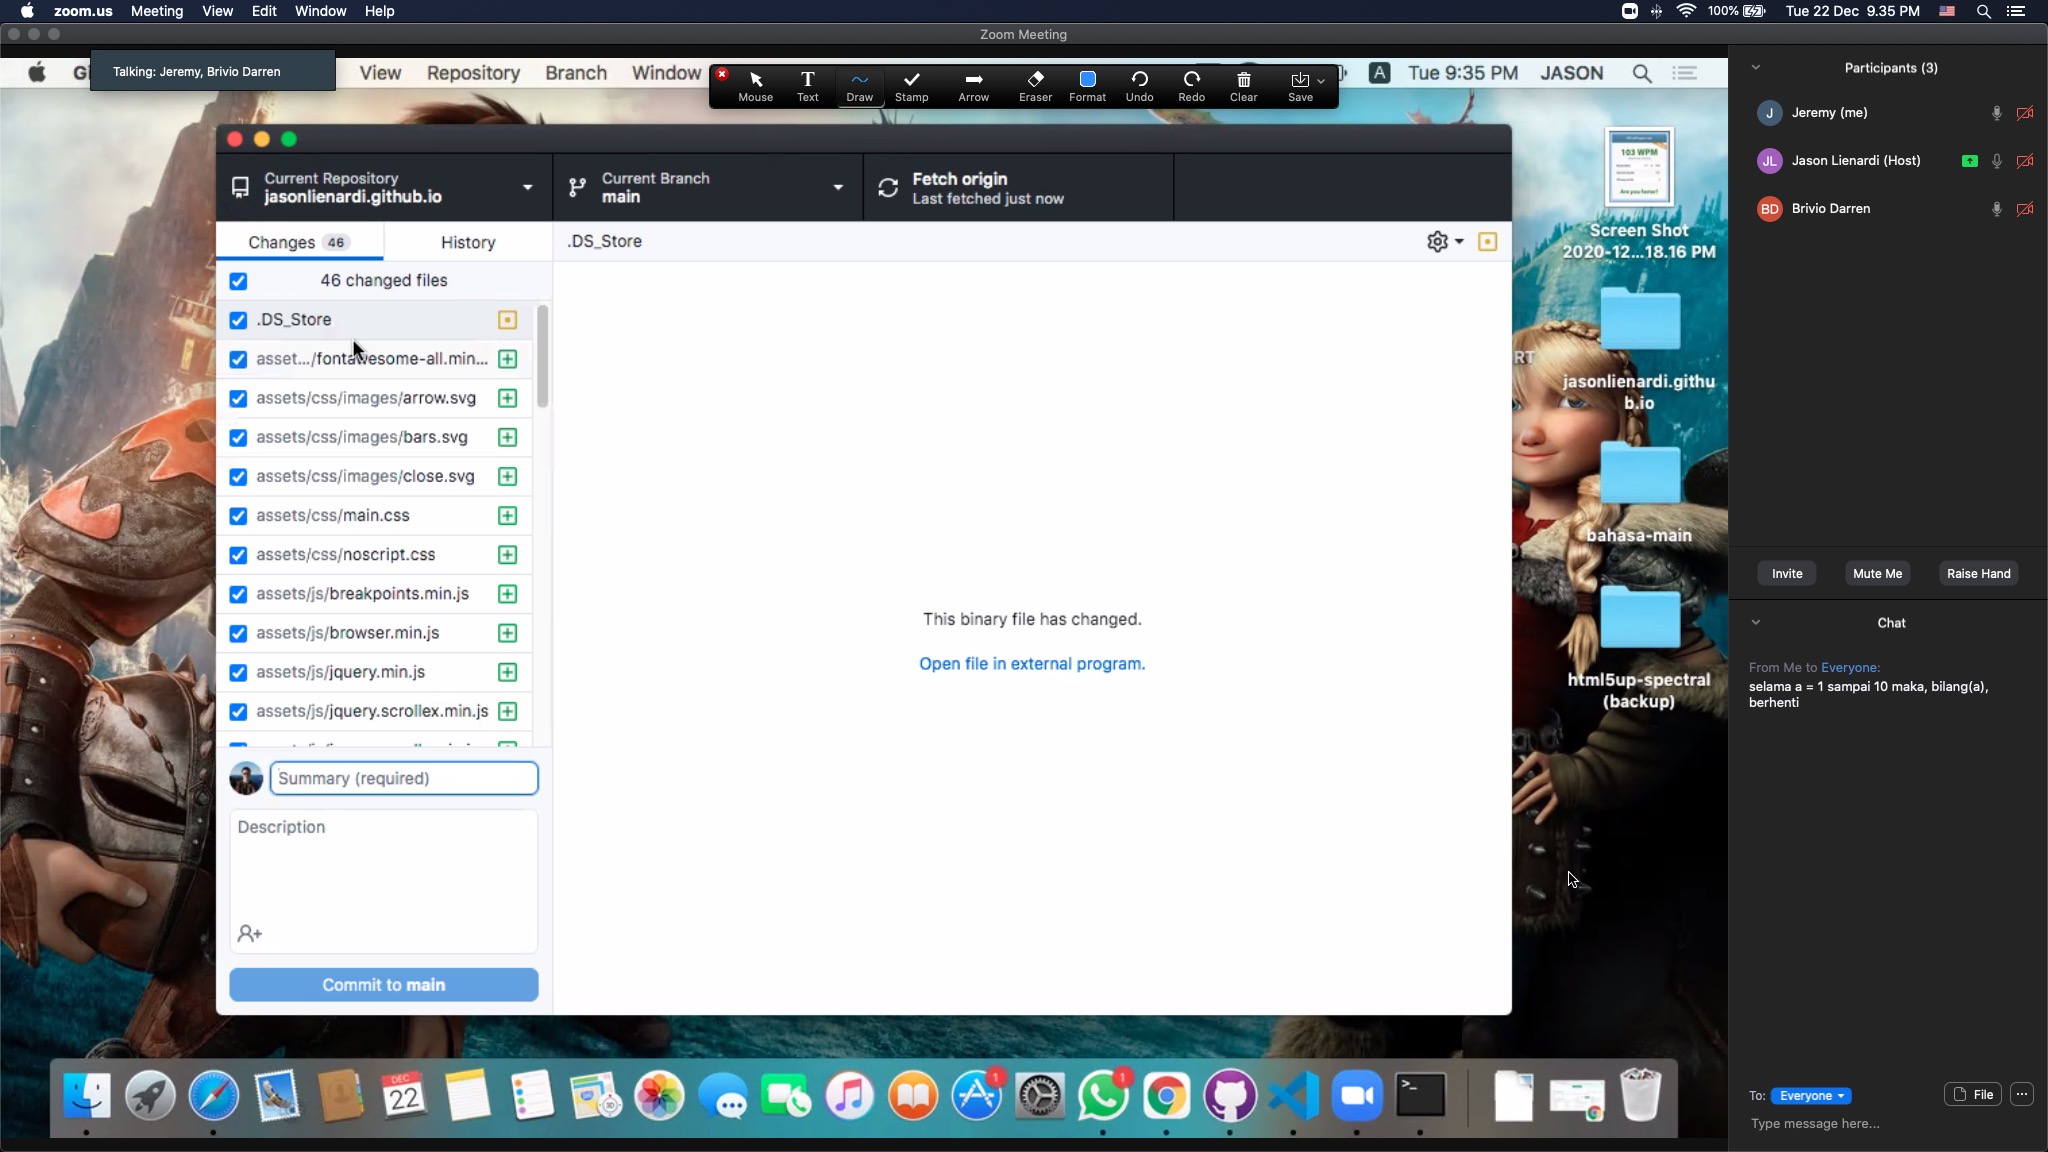 zoom.us Meeting View Edit Window Help
100% Tue 22 Dec 9.35 PM
Zoom Meeting
Talking: Jeremy, Brivio Darren
View Repository Branch Window
A Tue 9:35 PM JASON
Mouse Text Draw Stamp Arrow Eraser Format Undo Redo Clear Save
Current Repository
jasonlienardi.github.io
Current Branch
main
Fetch origin
Last fetched just now
Changes 46
History
.DS_Store
46 changed files
.DS_Store
asset.../fontawesome-all.min...
assets/css/images/arrow.svg
assets/css/images/bars.svg
assets/css/images/close.svg
assets/css/main.css
assets/css/noscript.css
assets/js/breakpoints.min.js
assets/js/browser.min.js
assets/js/jquery.min.js
assets/js/jquery.scrollex.min.js
Summary (required)
Description
Commit to main
This binary file has changed.
Open file in external program.
103 WPM
Screen Shot
2020-12...18.16 PM
jasonlienardi.githu
b.io
bahasa-main
html5up-spectral
(backup)
DEC
22
1
1
Participants (3)
J Jeremy (me)
JL Jason Lienardi (Host)
BD Brivio Darren
Invite
Mute Me
Raise Hand
Chat
From Me to Everyone:
selama a = 1 sampai 10 maka, bilang(a),
berhenti
To: Everyone
File
Type message here...